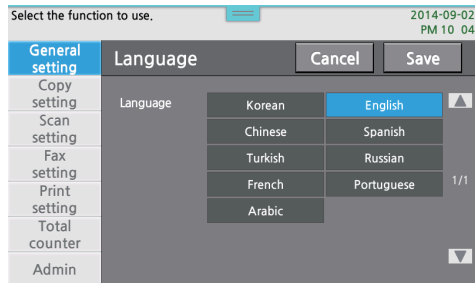 Select the function to use.
2014-09-02
PM 10 04
General
setting
Copy
setting
Scan
setting
Fax
setting
Print
setting
Total
counter
Admin
Language
Cancel
Save
Language
Korean
English
Chinese
Spanish
Turkish
Russian
French
Portuguese
Arabic
1/1